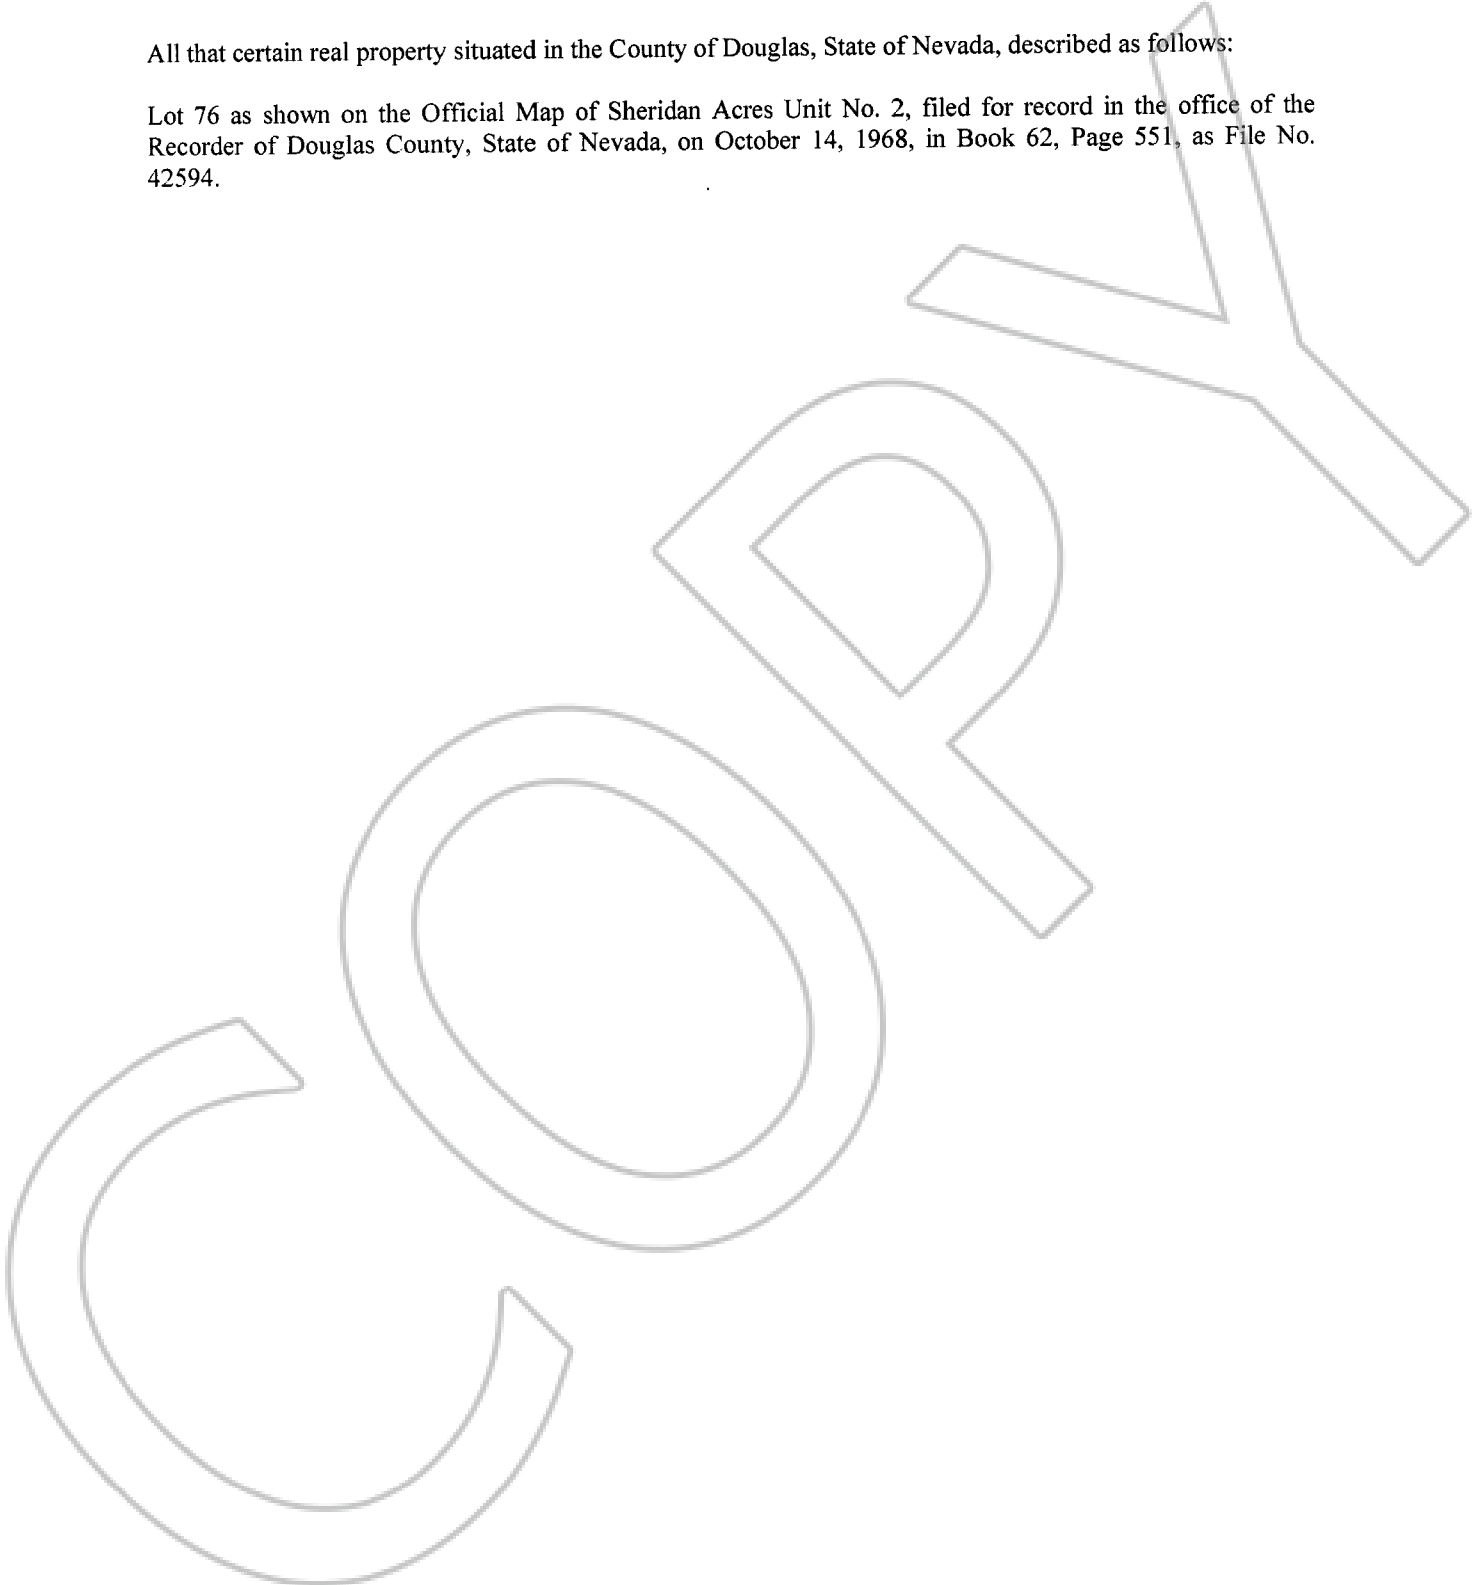 All that certain real property situated in the County of Douglas, State of Nevada, described as follows:
Lot 76 as shown on the Official Map of Sheridan Acres Unit No. 2, filed for record in the office of the
Recorder of Douglas County, State of Nevada, on October 14, 1968, in Book 62, Page 551, as File No.
42594.
COPY